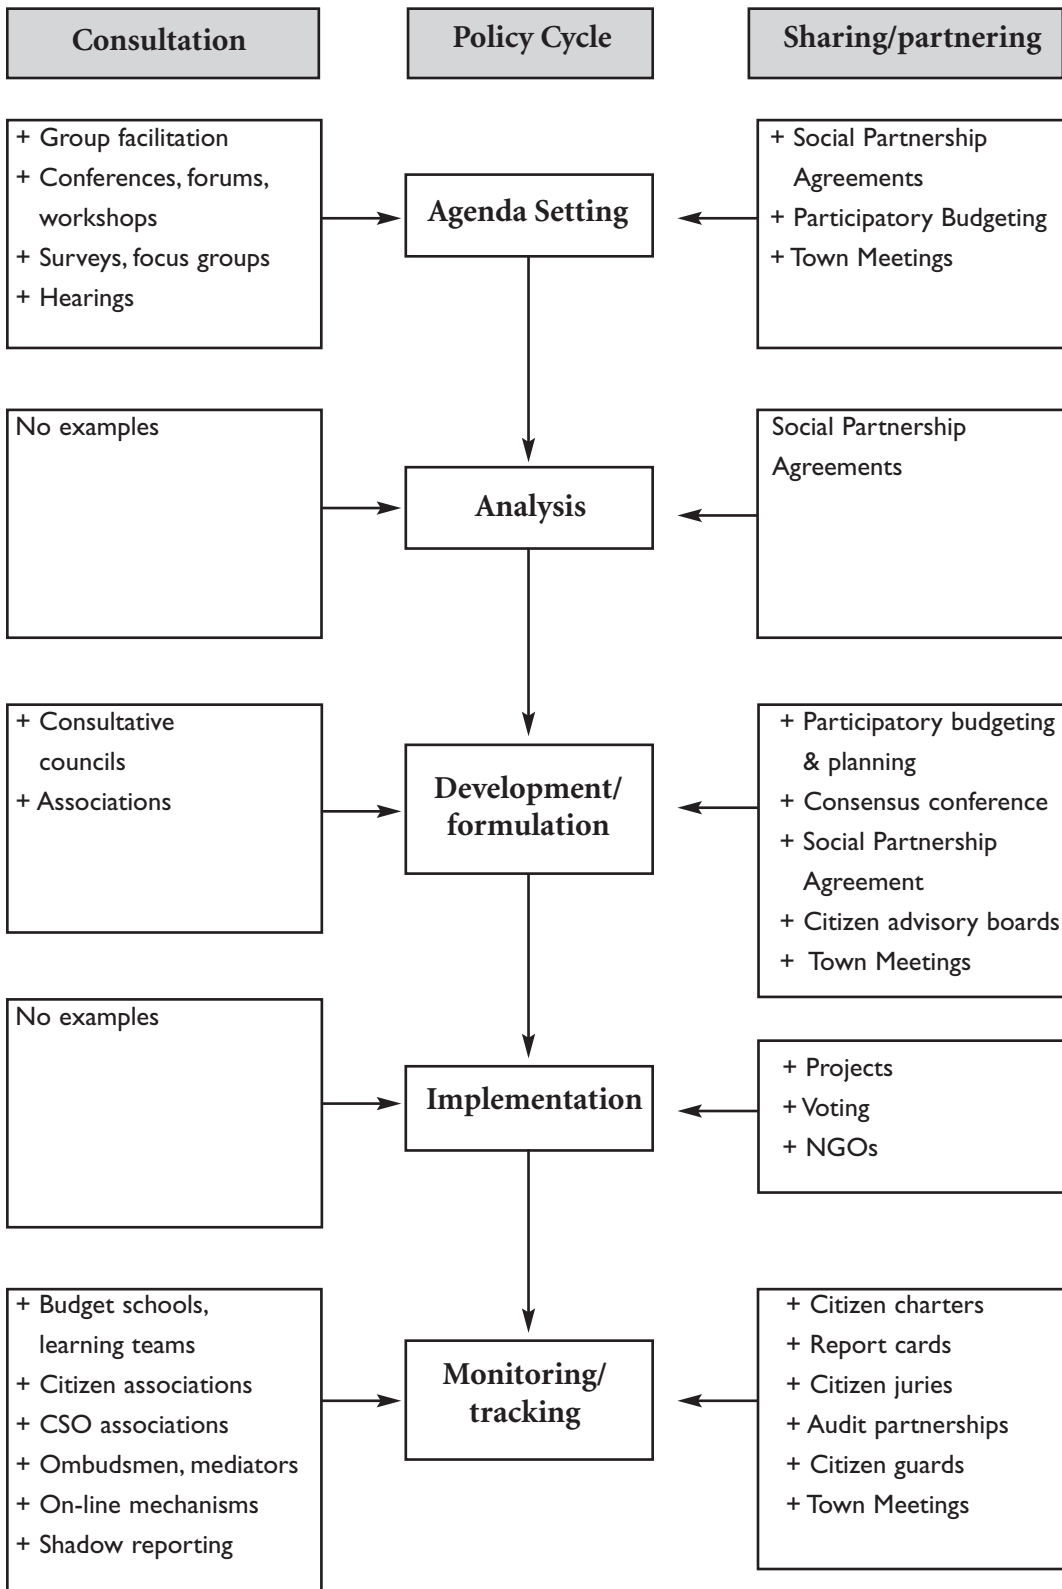 Consultation
Policy Cycle
Sharing/partnering
+ Group facilitation
+ Conferences, forums,
workshops
+ Surveys, focus groups
+ Hearings
Agenda Setting
+ Social Partnership
Agreements
+ Participatory Budgeting
+ Town Meetings
No examples
Analysis
Social Partnership
Agreements
+ Consultative
councils
+ Associations
Development/
formulation
+ Participatory budgeting
& planning
+ Consensus conference
+ Social Partnership
Agreement
+ Citizen advisory boards
+ Town Meetings
No examples
Implementation
+ Projects
+ Voting
+ NGOs
+ Budget schools,
learning teams
+ Citizen associations
+ CSO associations
+ Ombudsmen, mediators
+ On-line mechanisms
+ Shadow reporting
Monitoring/
tracking
+ Citizen charters
+ Report cards
+ Citizen juries
+ Audit partnerships
+ Citizen guards
+ Town Meetings